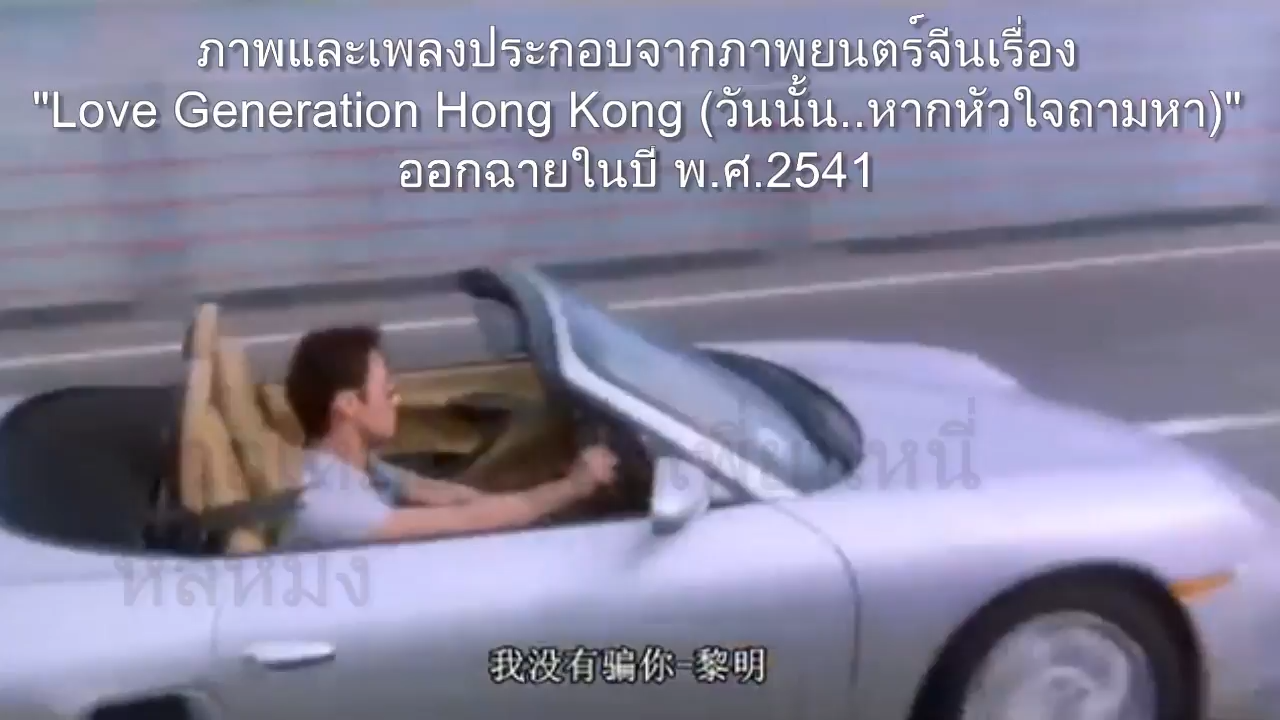 ภาพและเพลงประกอบจากภาพยนตร์จีนเรื่อง
"Love Generation Hong Kong (วันนั้น..หากหัวใจถามหา)"
ออกฉายในปี พ.ศ.2541
我没有骗你-黎明